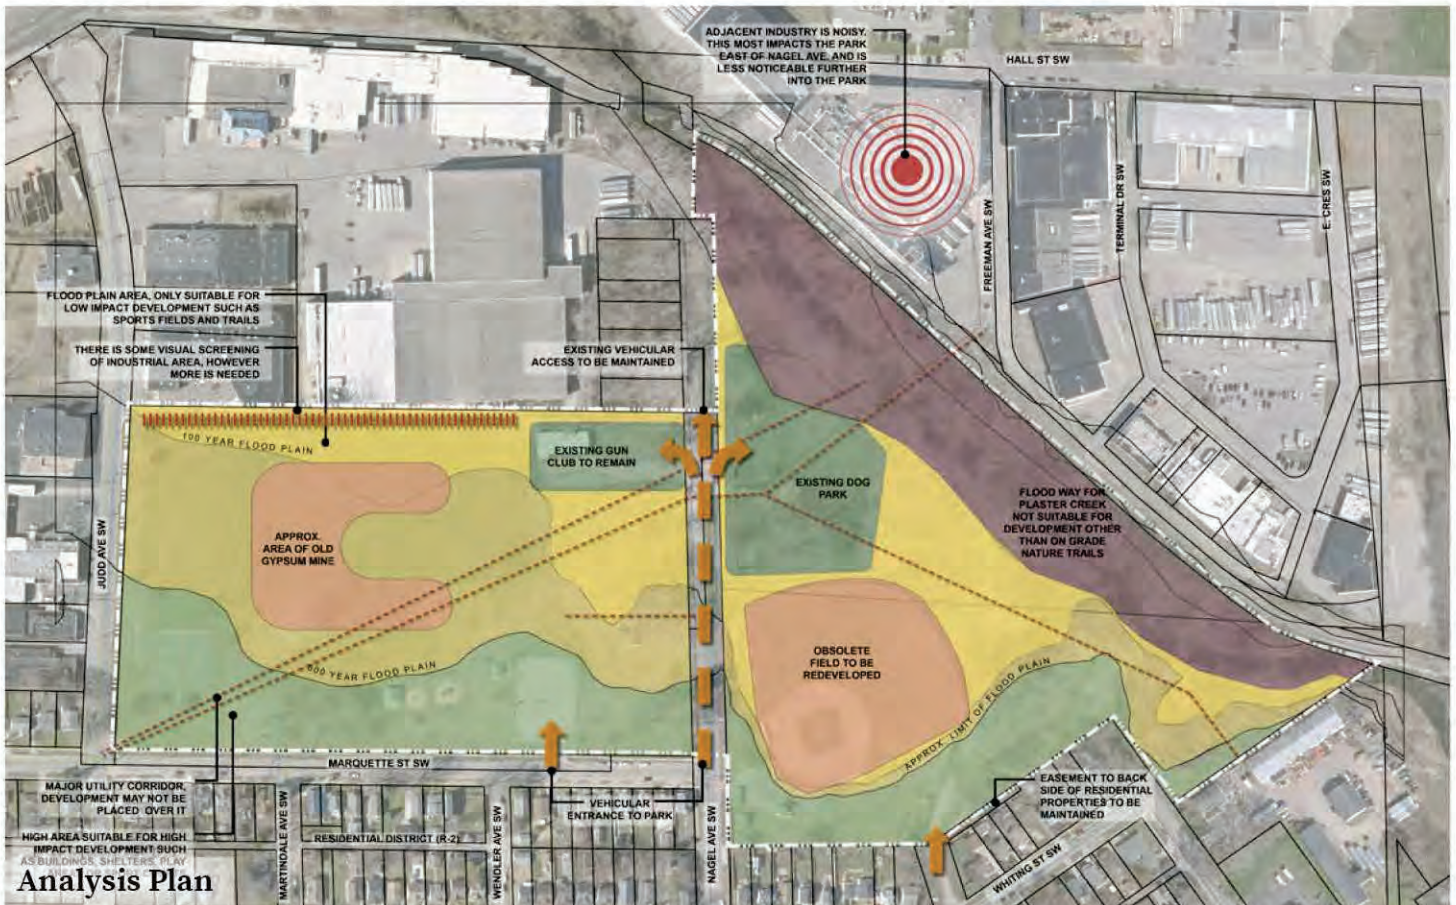 ADJACENT INDUSTRY IS NOISY.
THIS MOST IMPACTS THE PARK
EAST OF NAGEL AVE, AND IS
LESS NOTICEABLE FURTHER
INTO THE PARK
HALL ST SW
FREEMAN AVE SW
TERMINAL DR SW
E. CRES SW
FLOOD PLAIN AREA, ONLY SUITABLE FOR
LOW IMPACT DEVELOPMENT SUCH AS
SPORTS FIELDS AND TRAILS
THERE IS SOME VISUAL SCREENING
OF INDUSTRIAL AREA, HOWEVER
MORE IS NEEDED
EXISTING VEHICULAR
ACCESS TO BE MAINTAINED
100 YEAR FLOOD PLAIN
EXISTING GUN
CLUB TO REMAIN
EXISTING DOG
PARK
FLOOD WAY FOR
PLASTER CREEK
NOT SUITABLE FOR
DEVELOPMENT OTHER
THAN ON GRADE
NATURE TRAILS
JUDD AVE SW
APPROX.
AREA OF OLD
GYPSUM MINE
500 YEAR FLOOD PLAIN
OBSOLETE
FIELD TO BE
REDEVELOPED
APPROX. LIMIT OF FLOOD PLAIN
MARQUETTE ST SW
MAJOR UTILITY CORRIDOR,
DEVELOPMENT MAY NOT BE
PLACED OVER IT
HIGH AREA SUITABLE FOR HIGH
IMPACT DEVELOPMENT SUCH
AS BUILDINGS, SHELTERS, PLAY
MARTINDALE AVE SW
RESIDENTIAL DISTRICT (R-2)
WENDLER AVE SW
VEHICULAR
ENTRANCE TO PARK
NAGEL AVE SW
EASEMENT TO BACK
SIDE OF RESIDENTIAL
PROPERTIES TO BE
MAINTAINED
WHITING ST SW
Analysis Plan